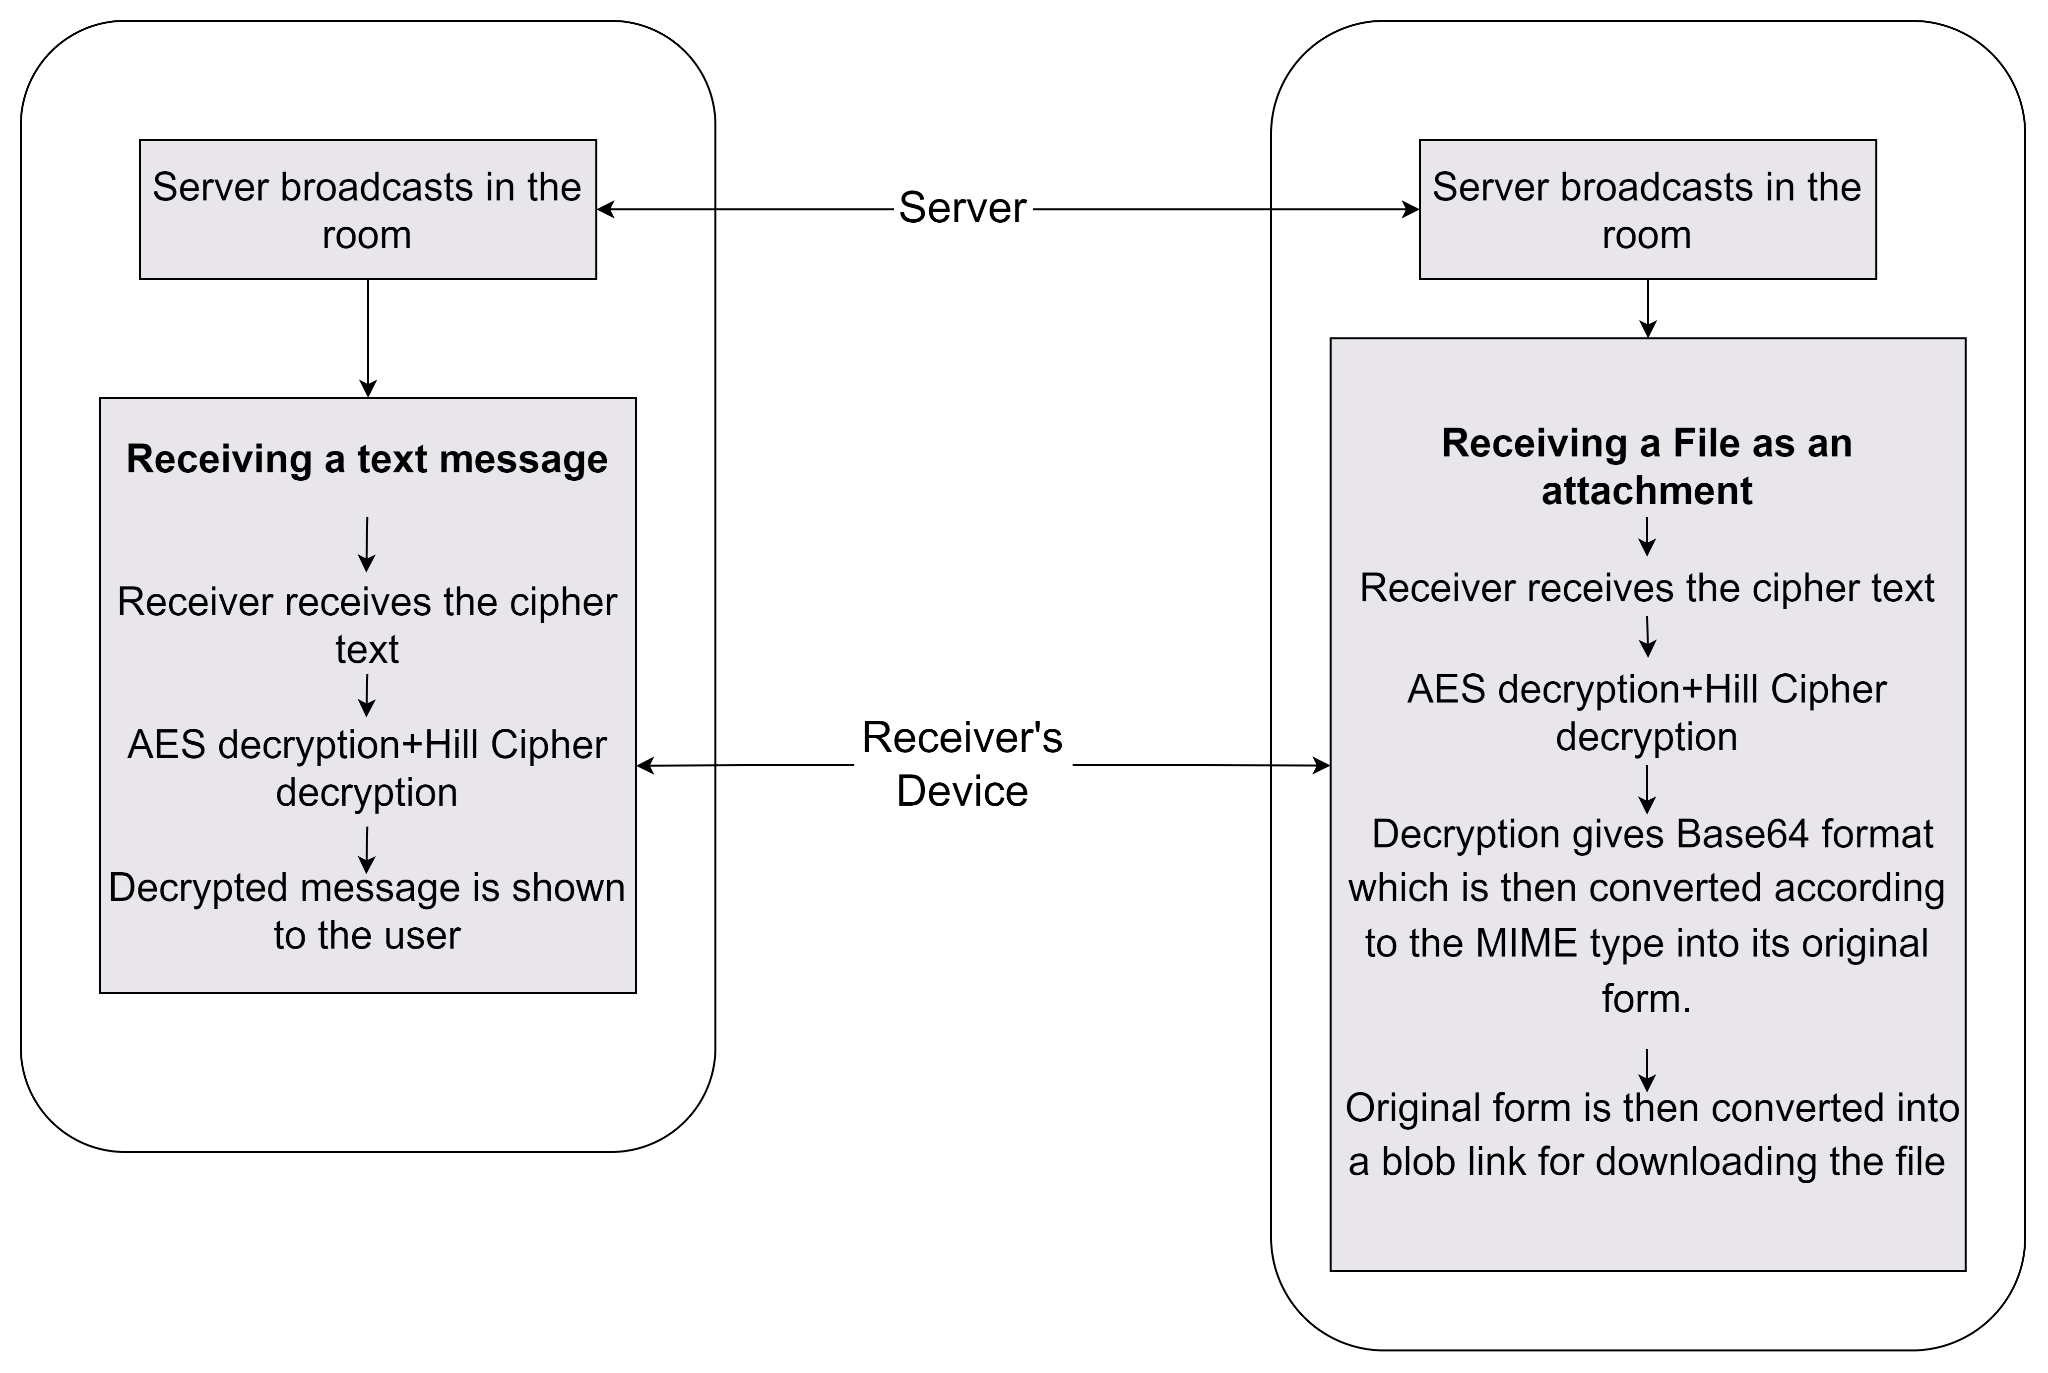 Server broadcasts in the
room
Receiving a text message
Receiver receives the cipher
text
AES decryption+Hill Cipher
decryption
Decrypted message is shown
to the user
Server
Receiver's
Device
Server broadcasts in the
room
Receiving a File as an
attachment
Receiver receives the cipher text
AES decryption+Hill Cipher
decryption
Decryption gives Base64 format
which is then converted according
to the MIME type into its original
form.
Original form is then converted into
a blob link for downloading the file